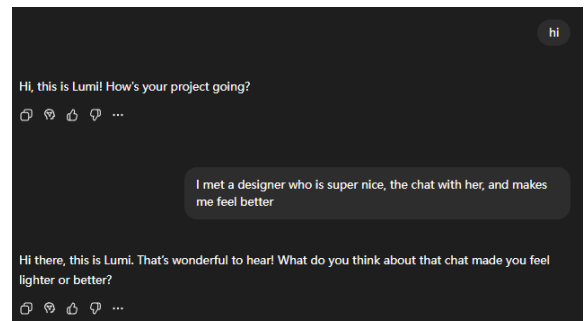 hi
Hi, this is Lumi! How's your project going?
I met a designer who is super nice, the chat with her, and makes
me feel better
Hi there, this is Lumi. That's wonderful to hear! What do you think about that chat made you feel
lighter or better?